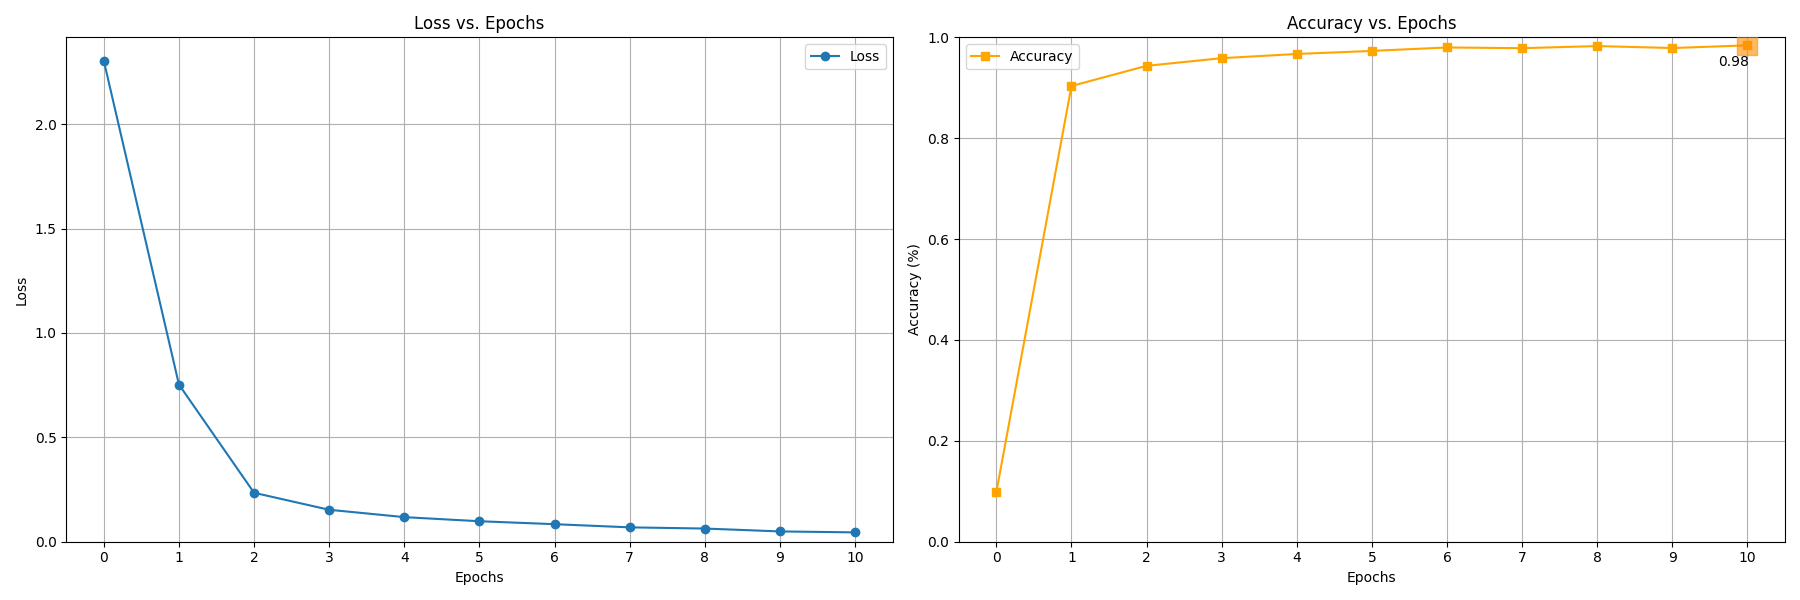 Loss vs. Epochs
Loss
2.0
1.5
1.0
0.5
0.0
Loss
0 1 2 3 4 5 6 7 8 9 10
Epochs
Accuracy vs. Epochs
Accuracy
0.98
1.0
0.8
0.6
0.4
0.2
0.0
Accuracy (%)
0 1 2 3 4 5 6 7 8 9 10
Epochs